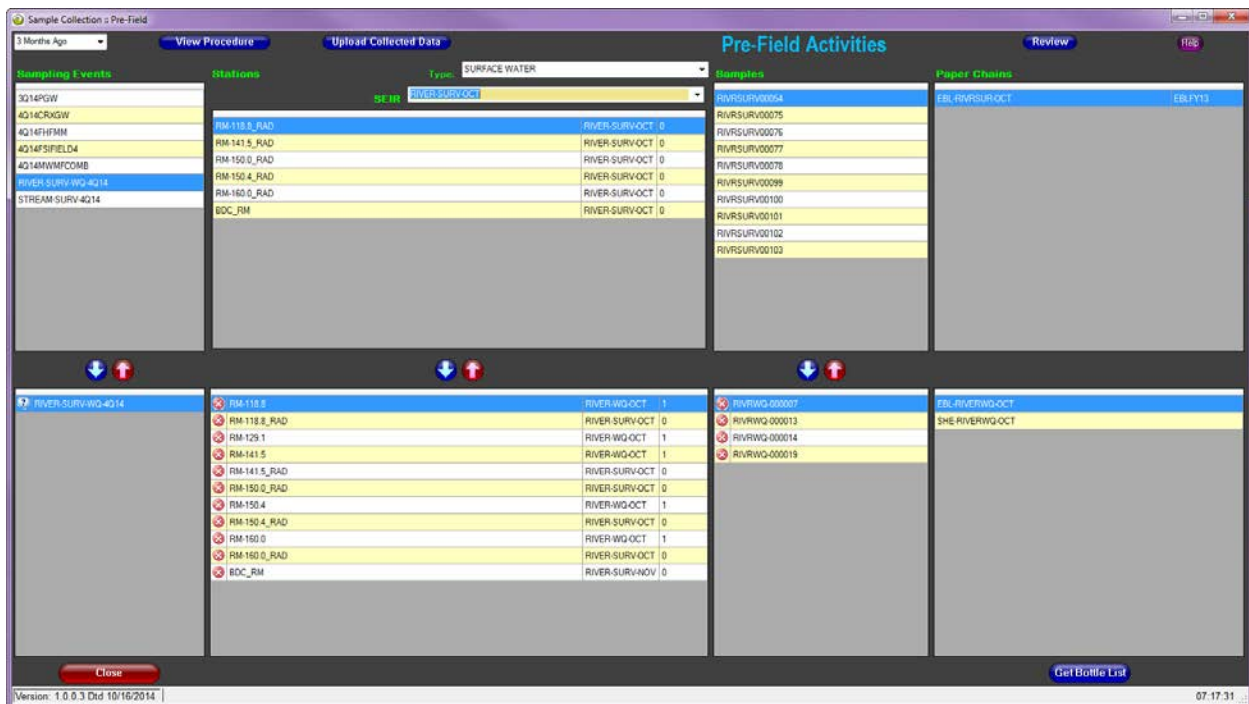 Sample Collection :: Pre-Field
3 Months Ago View Procedure Upload Collected Data Pre-Field Activities Review Help
Sampling Events Stations Type: SURFACE WATER Samples Paper Chains
SEIR RIVER-SURV-OCT
3Q14PGW
4Q14CRXGW
4Q14FHFMM
4Q14FSIFIELD4
4Q14MWMFCOMB
RIVER-SURV-WQ-4Q14
STREAM-SURV-4Q14
RM-118.8_RAD RIVER-SURV-OCT 0
RM-141.5_RAD RIVER-SURV-OCT 0
RM-150.0_RAD RIVER-SURV-OCT 0
RM-150.4_RAD RIVER-SURV-OCT 0
RM-160.0_RAD RIVER-SURV-OCT 0
BDC_RM RIVER-SURV-OCT 0
RIVRSURV00054
RIVRSURV00075
RIVRSURV00076
RIVRSURV00077
RIVRSURV00078
RIVRSURV00099
RIVRSURV00100
RIVRSURV00101
RIVRSURV00102
RIVRSURV00103
EBL-RIVRSUR-OCT EBLFY13
RIVER-SURV-WQ-4Q14
RM-118.8 RIVER-WQ-OCT 1
RM-118.8_RAD RIVER-SURV-OCT 0
RM-129.1 RIVER-WQ-OCT 1
RM-141.5 RIVER-WQ-OCT 1
RM-141.5_RAD RIVER-SURV-OCT 0
RM-150.0_RAD RIVER-SURV-OCT 0
RM-150.4 RIVER-WQ-OCT 1
RM-150.4_RAD RIVER-SURV-OCT 0
RM-160.0 RIVER-WQ-OCT 1
RM-160.0_RAD RIVER-SURV-OCT 0
BDC_RM RIVER-SURV-NOV 0
RIVRWQ-000007
RIVRWQ-000013
RIVRWQ-000014
RIVRWQ-000019
EBL-RIVERWQ-OCT
SHE-RIVERWQ-OCT
Close Get Bottle List
Version: 1.0.0.3 Dtd 10/16/2014 07:17:31